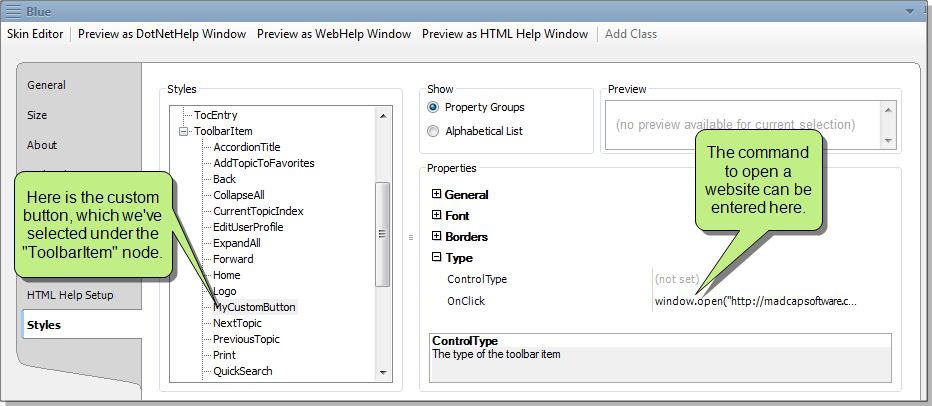 Blue
Skin Editor Preview as DotNetHelp Window Preview as WebHelp Window Preview as HTML Help Window Add Class
General
Size
About
HTML Help Setup
Styles
Styles
TocEntry
ToolbarItem
AccordionTitle
AddTopicToFavorites
Back
CollapseAll
CurrentTopicIndex
EditUserProfile
ExpandAll
Forward
Home
Logo
MyCustomButton
NextTopic
PreviousTopic
Print
QuickSearch
Here is the custom
button, which we've
selected under the
"ToolbarItem" node.
Show
Property Groups
Alphabetical List
Preview
(no preview available for current selection)
The command
to open a
website can be
entered here.
Properties
General
Font
Borders
Type
ControlType (not set)
OnClick window.open("http://madcapsoftware.c...
ControlType
The type of the toolbar item